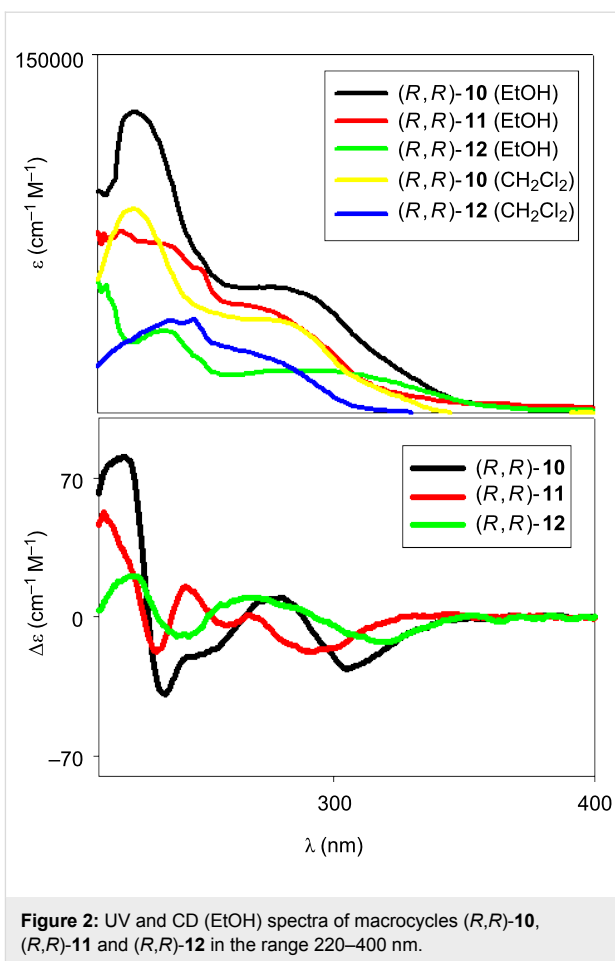 150000
ε (cm⁻¹ M⁻¹)
(R,R)-10 (EtOH)
(R,R)-11 (EtOH)
(R,R)-12 (EtOH)
(R,R)-10 (CH₂Cl₂)
(R,R)-12 (CH₂Cl₂)
70
0
–70
Δε (cm⁻¹ M⁻¹)
(R,R)-10
(R,R)-11
(R,R)-12
300
400
λ (nm)
Figure 2: UV and CD (EtOH) spectra of macrocycles (R,R)-10,
(R,R)-11 and (R,R)-12 in the range 220–400 nm.